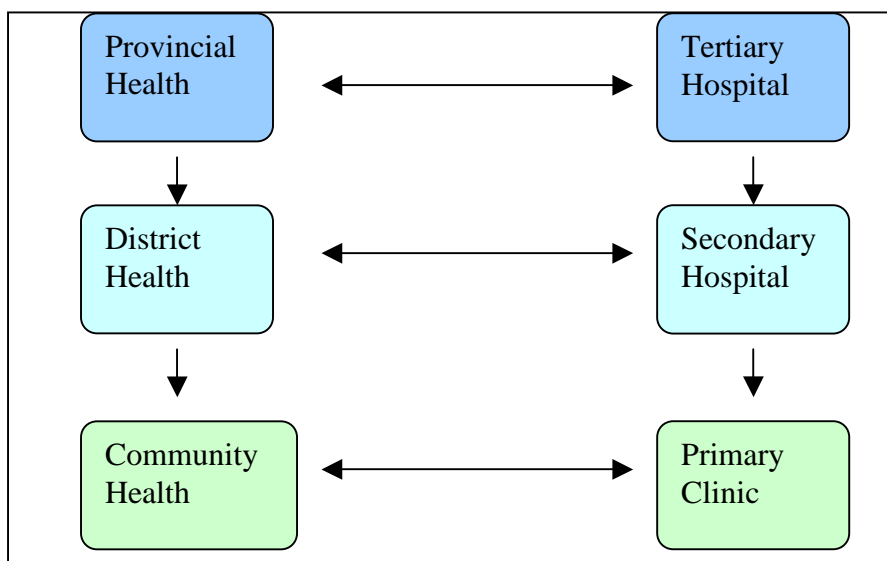 Provincial
Health
Tertiary
Hospital
District
Health
Secondary
Hospital
Community
Health
Primary
Clinic